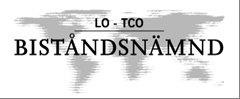 LO - TCO
BISTÅNDSNÄMND